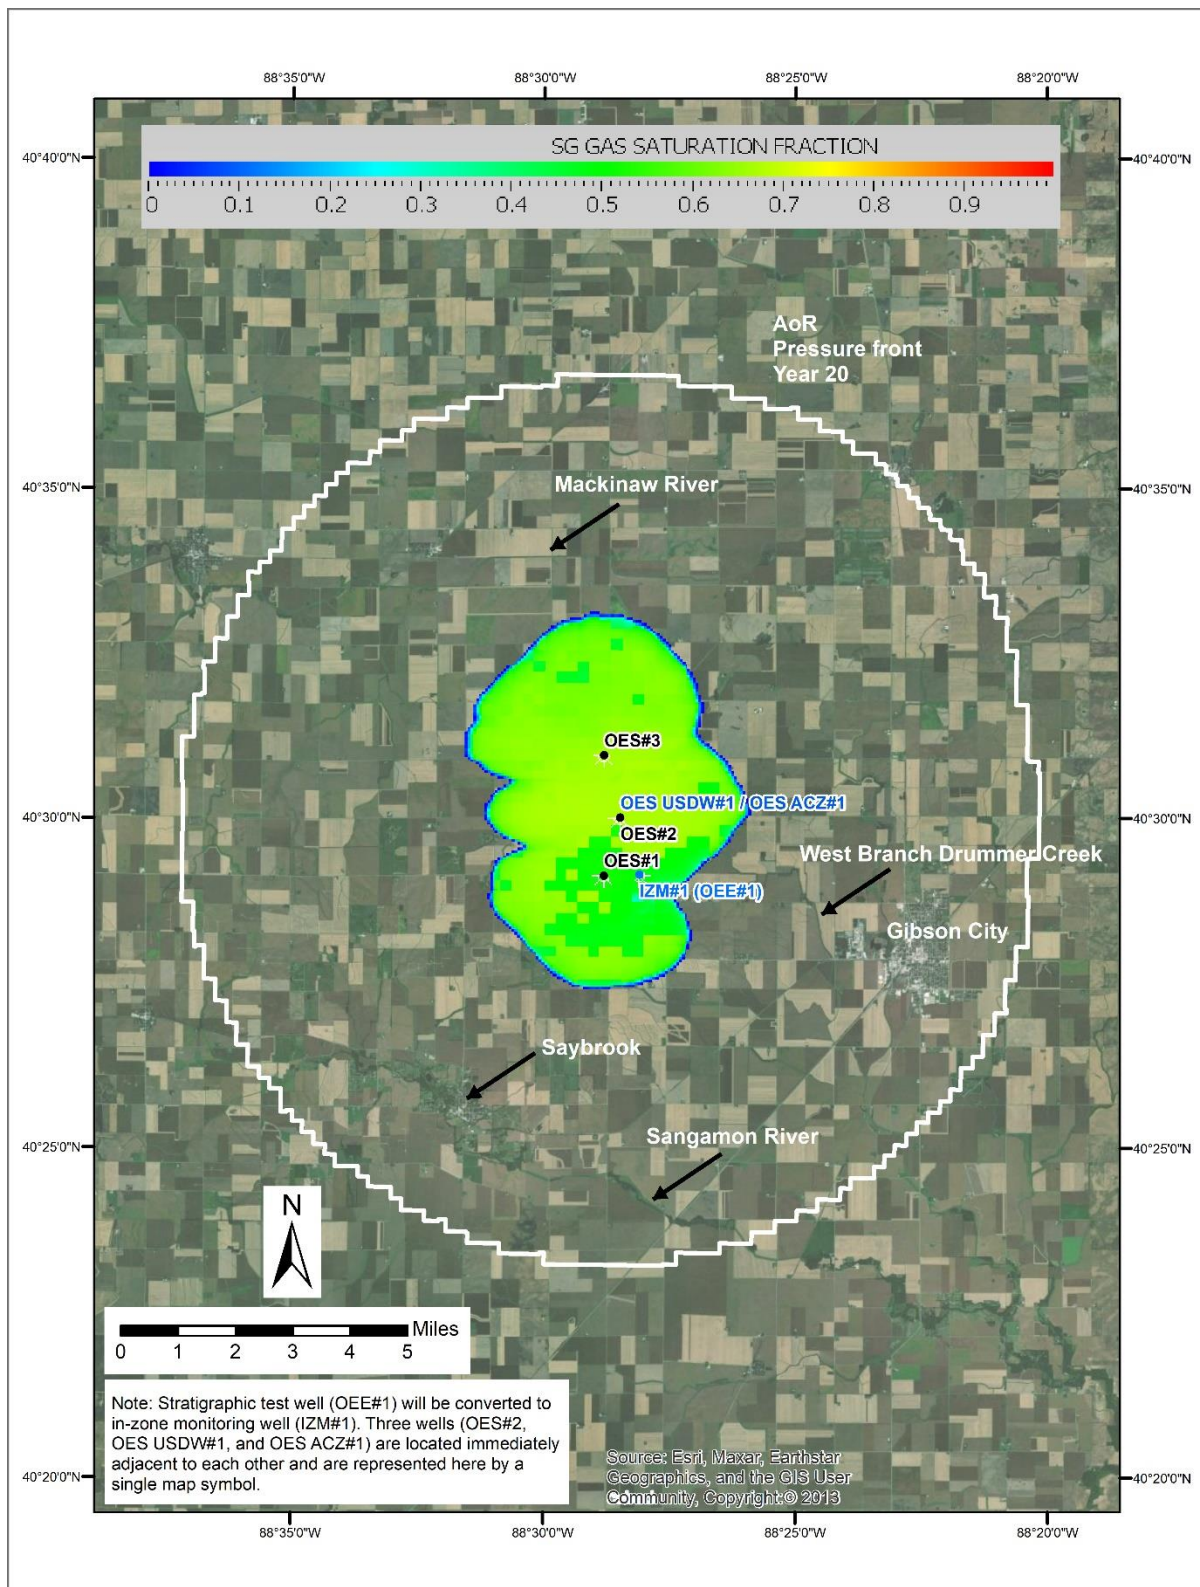 88°35'0"W 88°30'0"W 88°25'0"W 88°20'0"W
SG GAS SATURATION FRACTION
0 0.1 0.2 0.3 0.4 0.5 0.6 0.7 0.8 0.9
40°40'0"N 40°40'0"N
AoR
Pressure front
Year 20
Mackinaw River
40°35'0"N 40°35'0"N
OES#3
OES USDW#1 / OES ACZ#1
40°30'0"N 40°30'0"N
OES#2
OES#1
West Branch Drummer Creek
IZM#1 (OEE#1)
Gibson City
Saybrook
Sangamon River
40°25'0"N 40°25'0"N
N
Miles
0 1 2 3 4 5
Note: Stratigraphic test well (OEE#1) will be converted to
in-zone monitoring well (IZM#1). Three wells (OES#2,
OES USDW#1, and OES ACZ#1) are located immediately
adjacent to each other and are represented here by a
single map symbol.
Source: Esri, Maxar, Earthstar
Geographics, and the GIS User
Community, Copyright:© 2013
40°20'0"N 40°20'0"N
88°35'0"W 88°30'0"W 88°25'0"W 88°20'0"W